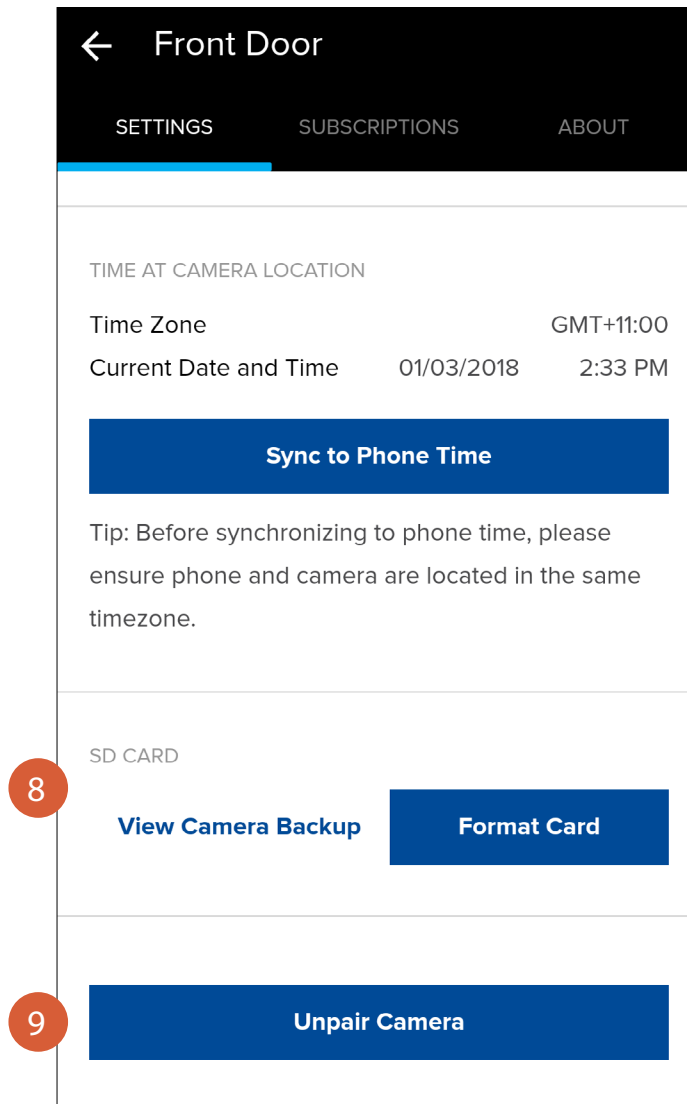 Front Door
SETTINGS SUBSCRIPTIONS ABOUT
TIME AT CAMERA LOCATION
Time Zone GMT+11:00
Current Date and Time 01/03/2018 2:33 PM
Sync to Phone Time
Tip: Before synchronizing to phone time, please
ensure phone and camera are located in the same
timezone.
SD CARD
8
View Camera Backup Format Card
9 Unpair Camera